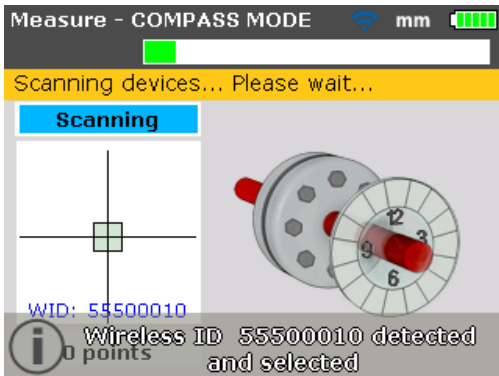 Measure - COMPASS MODE mm
Scanning devices... Please wait...
Scanning
12
3
9
6
WID: 55500010
Wireless ID 55500010 detected
0 points
and selected